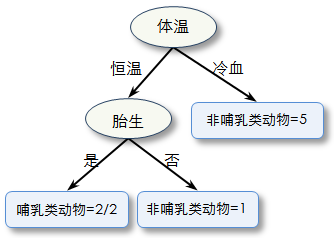 体温
恒温
冷血
胎生
非哺乳类动物=5
是
否
哺乳类动物=2/2
非哺乳类动物=1